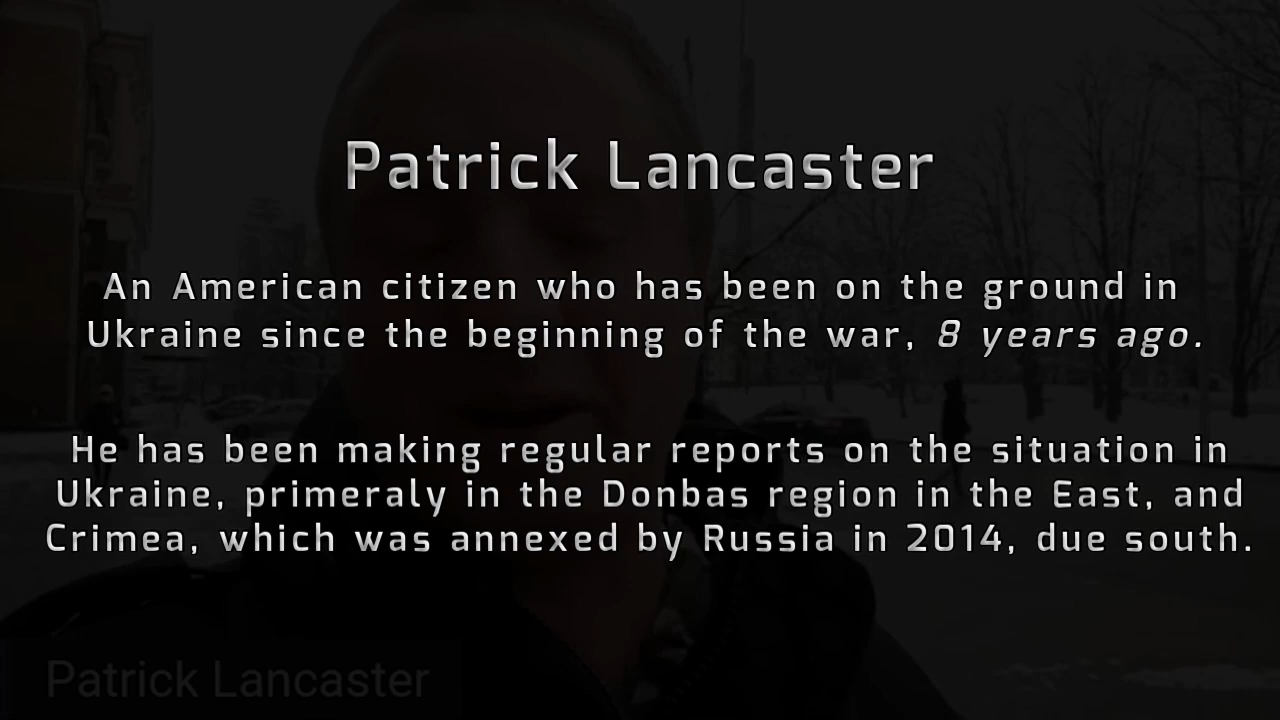 Patrick Lancaster
An American citizen who has been on the ground in
Ukraine since the beginning of the war, 8 years ago.
He has been making regular reports on the situation in
Ukraine, primeraly in the Donbas region in the East, and
Crimea, which was annexed by Russia in 2014, due south.
Patrick Lancaster